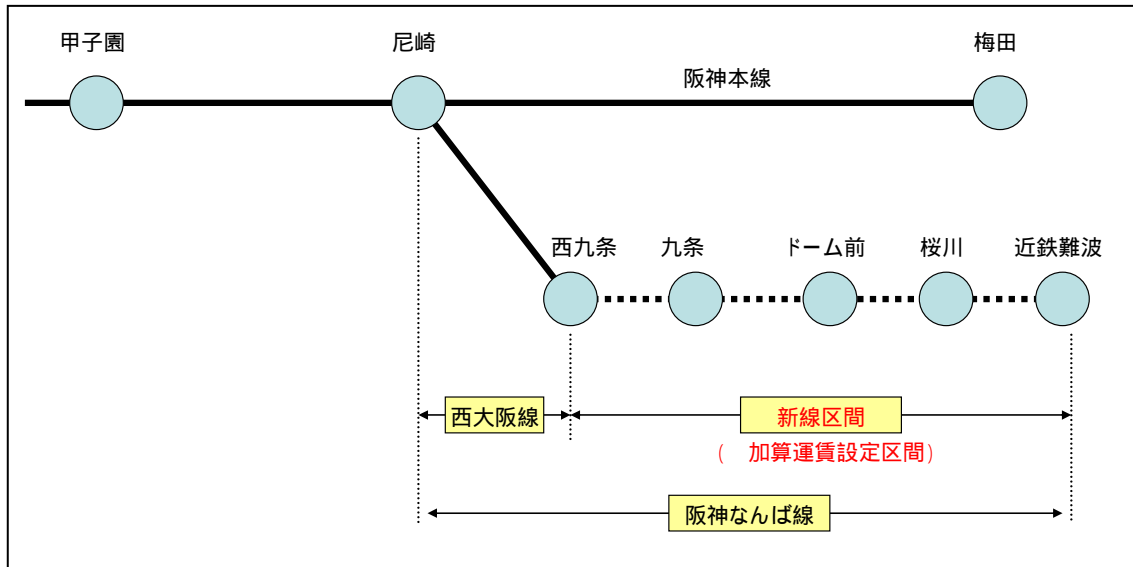 甲子園
尼崎
梅田
阪神本線
西九条
九条
ドーム前
桜川
近鉄難波
西大阪線
新線区間
( 加算運賃設定区間)
阪神なんば線